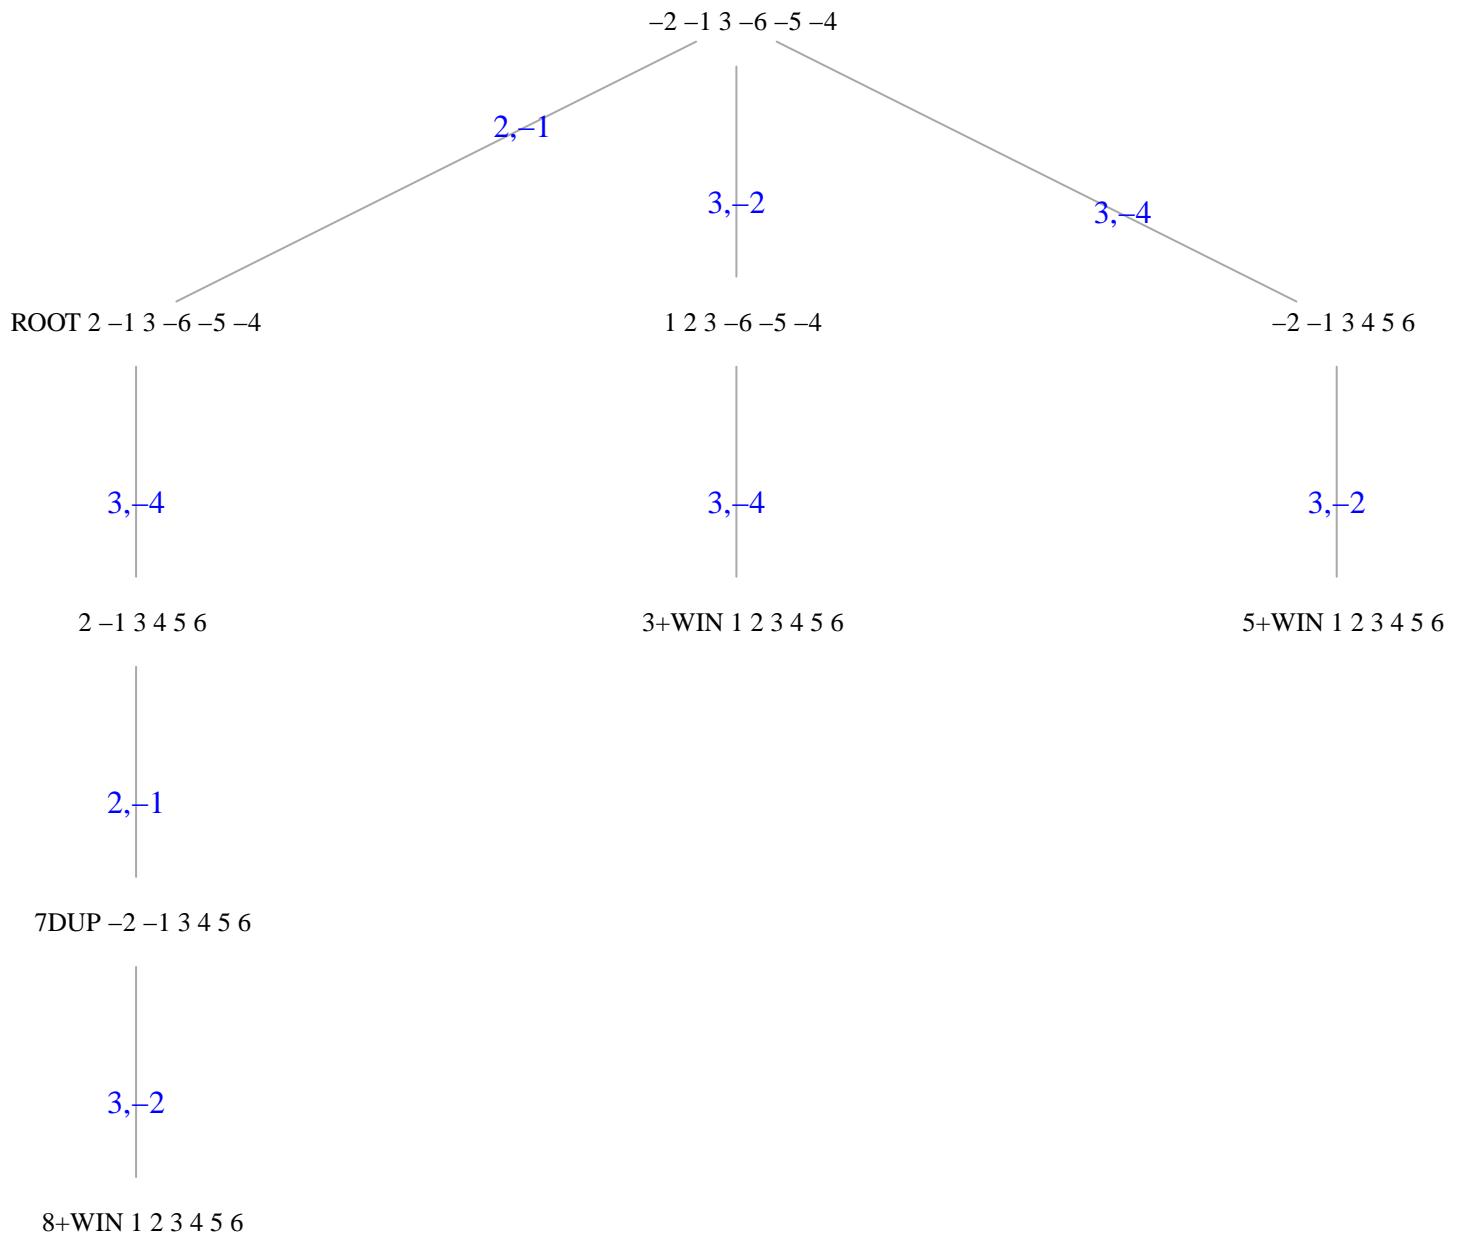 –2 –1 3 –6 –5 –4
2,–1
3,–2
3,–4
ROOT 2 –1 3 –6 –5 –4
1 2 3 –6 –5 –4
–2 –1 3 4 5 6
3,–4
3,–4
3,–2
2 –1 3 4 5 6
3+WIN 1 2 3 4 5 6
5+WIN 1 2 3 4 5 6
2,–1
7DUP –2 –1 3 4 5 6
3,–2
8+WIN 1 2 3 4 5 6